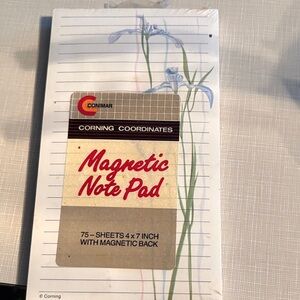 CONIMAR
CORNING COORDINATES
Magnetic
Note Pad
75-SHEETS 4 x 7 INCH
WITH MAGNETIC BACK
© Corning